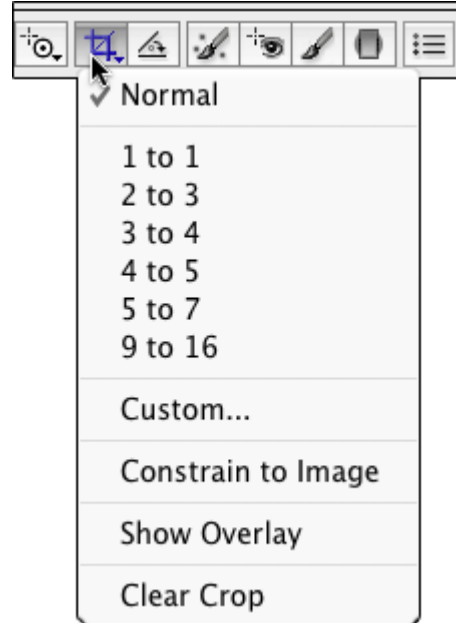 Normal
1 to 1
2 to 3
3 to 4
4 to 5
5 to 7
9 to 16
Custom...
Constrain to Image
Show Overlay
Clear Crop